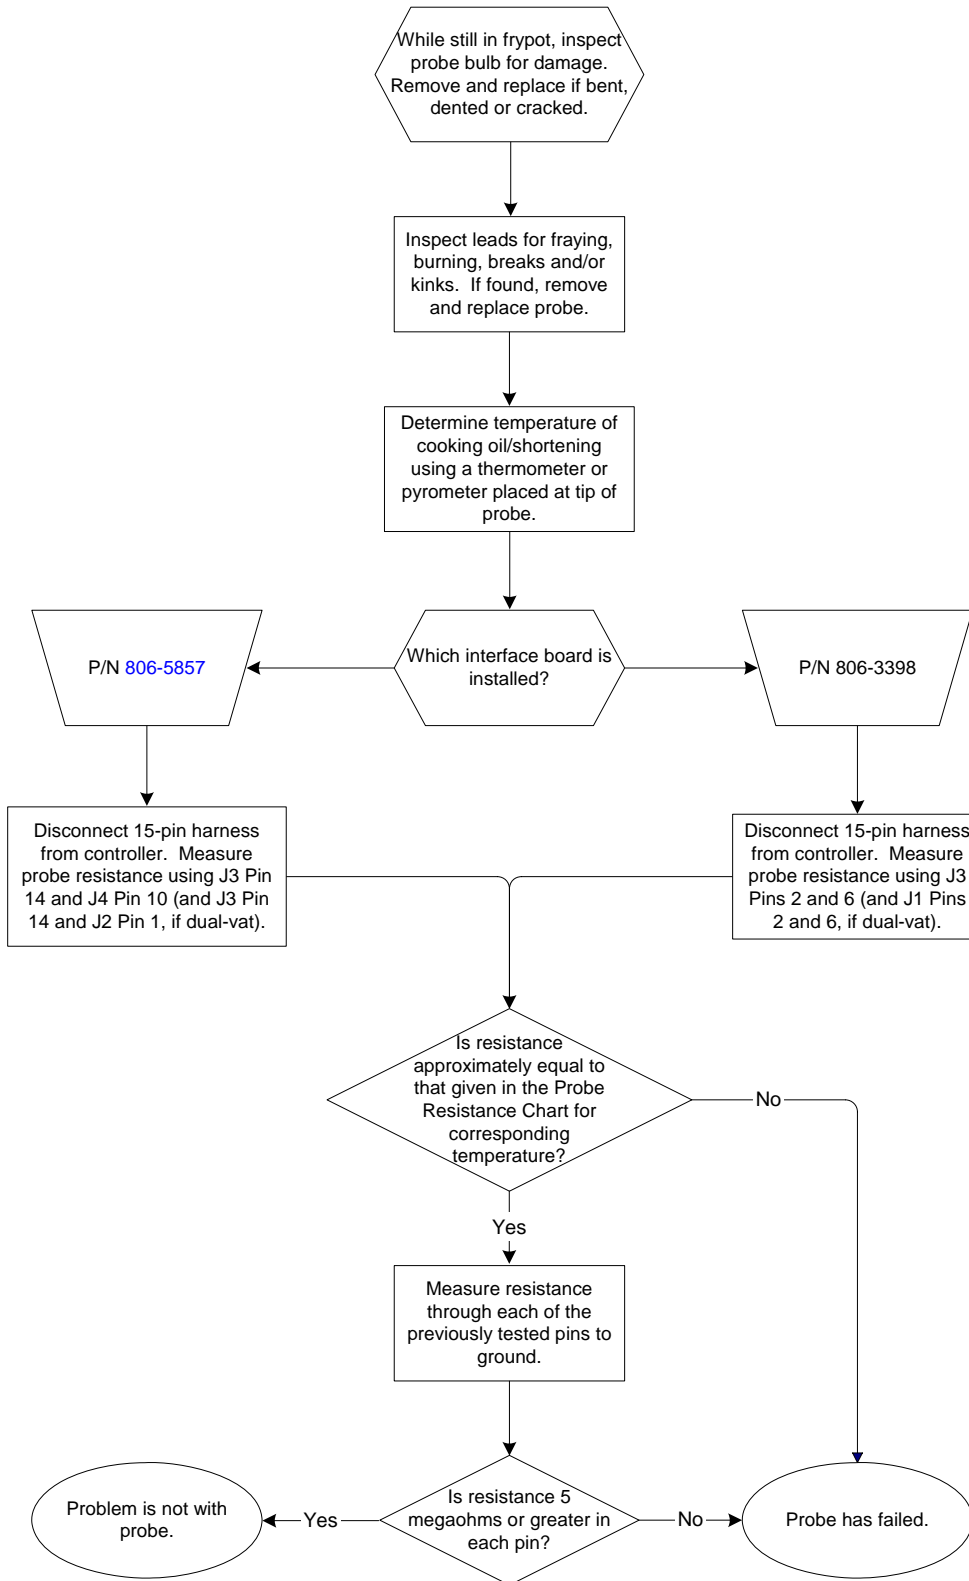 While still in frypot, inspect
probe bulb for damage.
Remove and replace if bent,
dented or cracked.
Inspect leads for fraying,
burning, breaks and/or
kinks.  If found, remove
and replace probe.
Determine temperature of
cooking oil/shortening
using a thermometer or
pyrometer placed at tip of
probe.
Which interface board is
installed?
P/N 806-5857
P/N 806-3398
Disconnect 15-pin harness
from controller.  Measure
probe resistance using J3 Pin
14 and J4 Pin 10 (and J3 Pin
14 and J2 Pin 1, if dual-vat).
Disconnect 15-pin harness
from controller.  Measure
probe resistance using J3
Pins 2 and 6 (and J1 Pins
2 and 6, if dual-vat).
Is resistance
approximately equal to
that given in the Probe
Resistance Chart for
corresponding
temperature?
No
Yes
Measure resistance
through each of the
previously tested pins to
ground.
Is resistance 5
megaohms or greater in
each pin?
Yes
No
Problem is not with
probe.
Probe has failed.